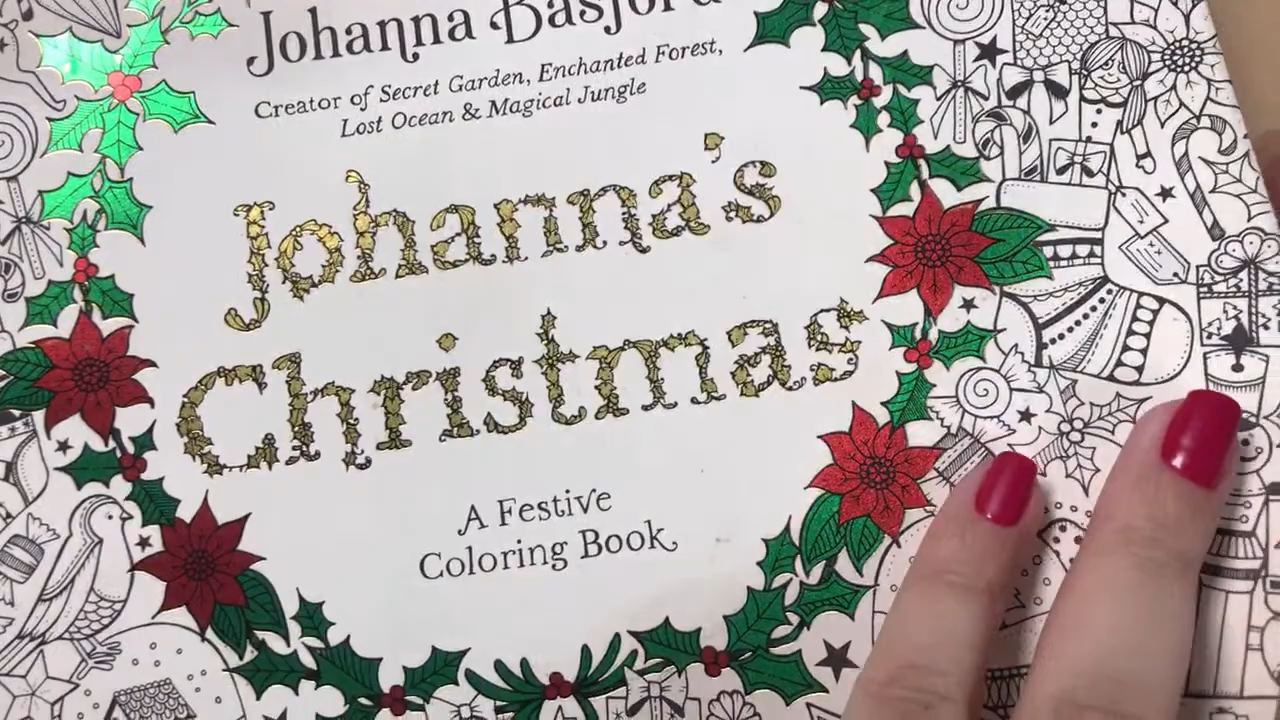 Johanna Basford
Creator of Secret Garden, Enchanted Forest,
Lost Ocean & Magical Jungle
Johanna's
Christmas
A Festive
Coloring Book